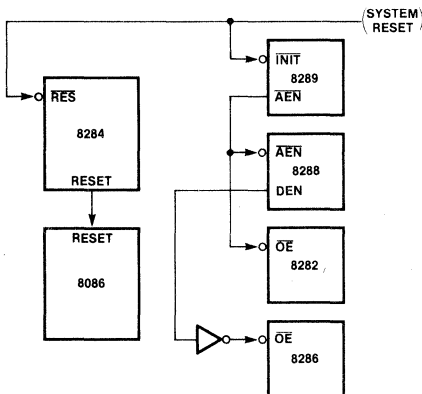 SYSTEM
RESET
INIT
8289
AEN
RES
8284
RESET
AEN
8288
DEN
RESET
8086
OE
8282
OE
8286